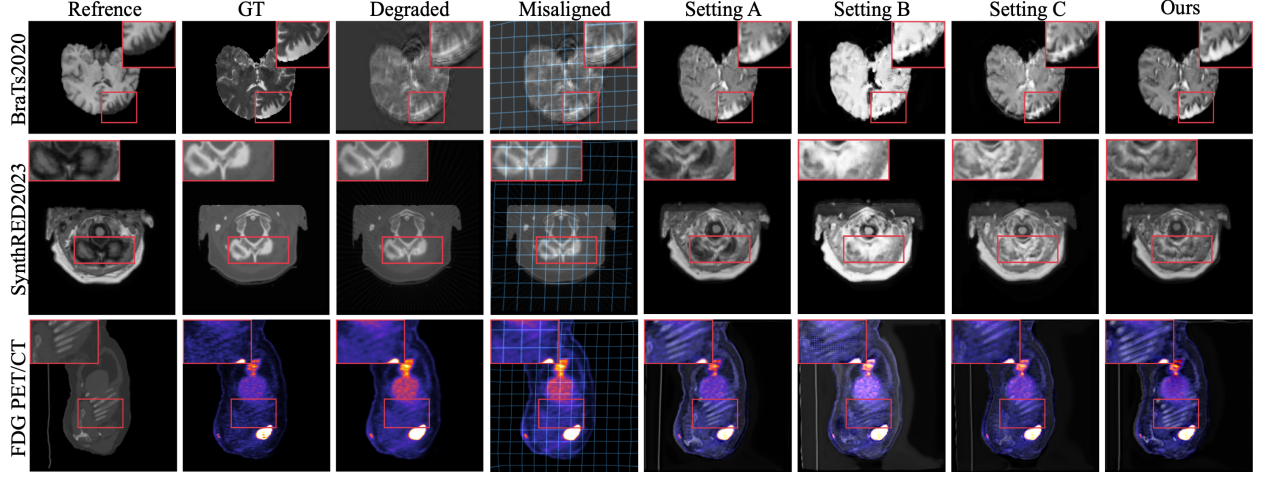 Refrence GT Degraded Misaligned Setting A Setting B Setting C Ours
BraTs2020
SynthRED2023
FDG PET/CT